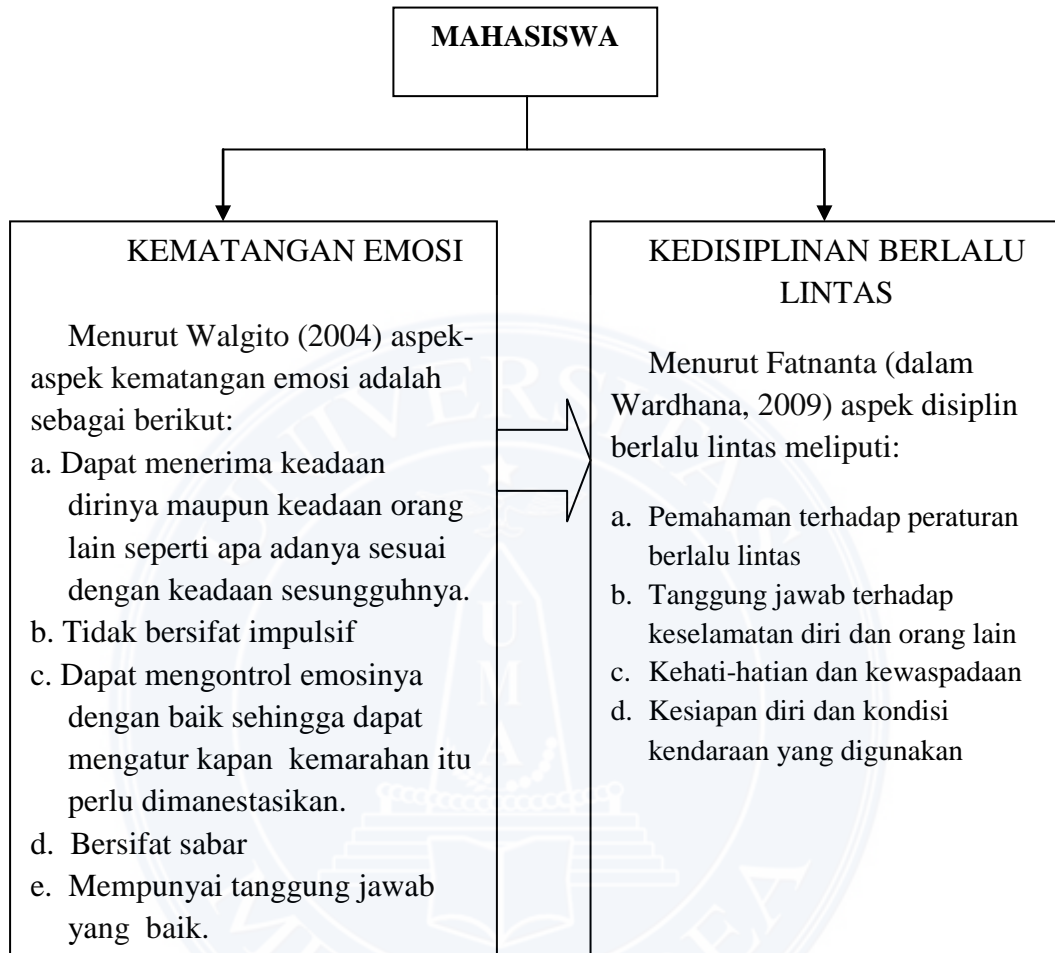 MAHASISWA
KEMATANGAN EMOSI
Menurut Walgito (2004) aspek-
aspek kematangan emosi adalah
sebagai berikut:
a. Dapat menerima keadaan
dirinya maupun keadaan orang
lain seperti apa adanya sesuai
dengan keadaan sesungguhnya.
b. Tidak bersifat impulsif
c. Dapat mengontrol emosinya
dengan baik sehingga dapat
mengatur kapan kemarahan itu
perlu dimanestasikan.
d. Bersifat sabar
e. Mempunyai tanggung jawab
yang baik.
KEDISIPLINAN BERLALU
LINTAS
Menurut Fatnanta (dalam
Wardhana, 2009) aspek disiplin
berlalu lintas meliputi:
a. Pemahaman terhadap peraturan
berlalu lintas
b. Tanggung jawab terhadap
keselamatan diri dan orang lain
c. Kehati-hatian dan kewaspadaan
d. Kesiapan diri dan kondisi
kendaraan yang digunakan
UNIVERSITAS
U
M
A